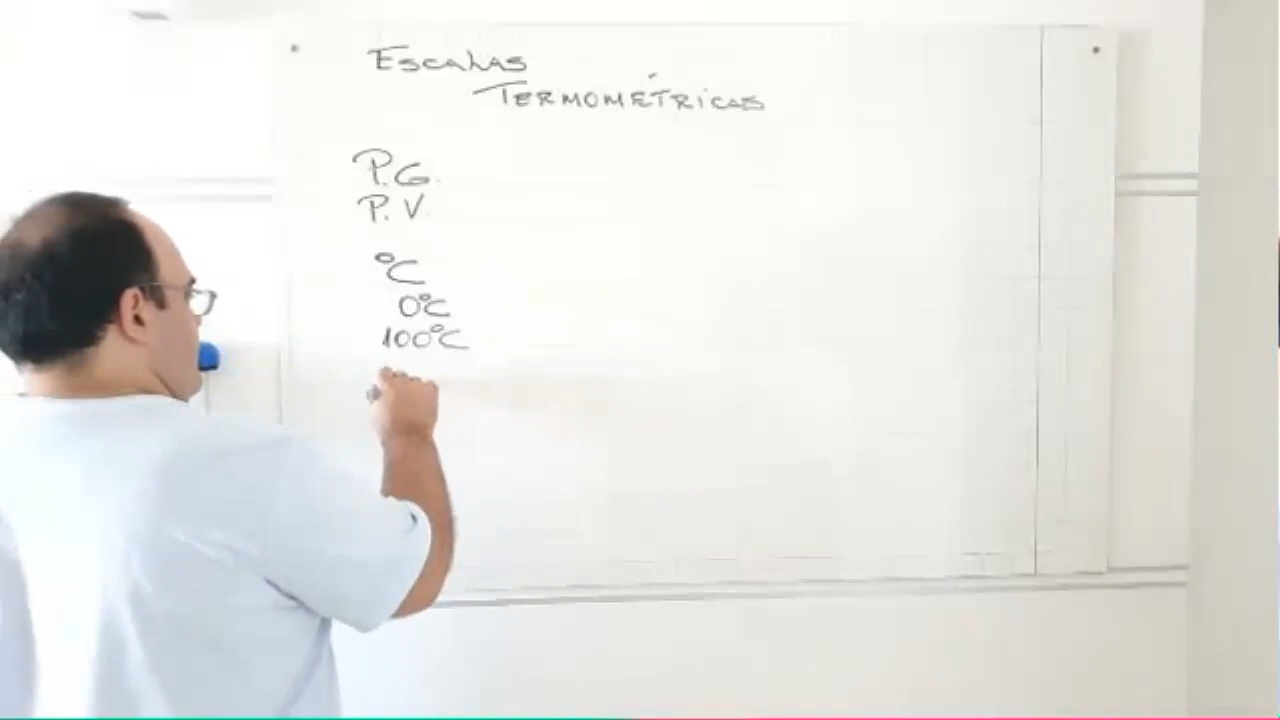 ESCALAS
TERMOMÉTRICAS
P.G.
P.V.
°C
0°C
100°C